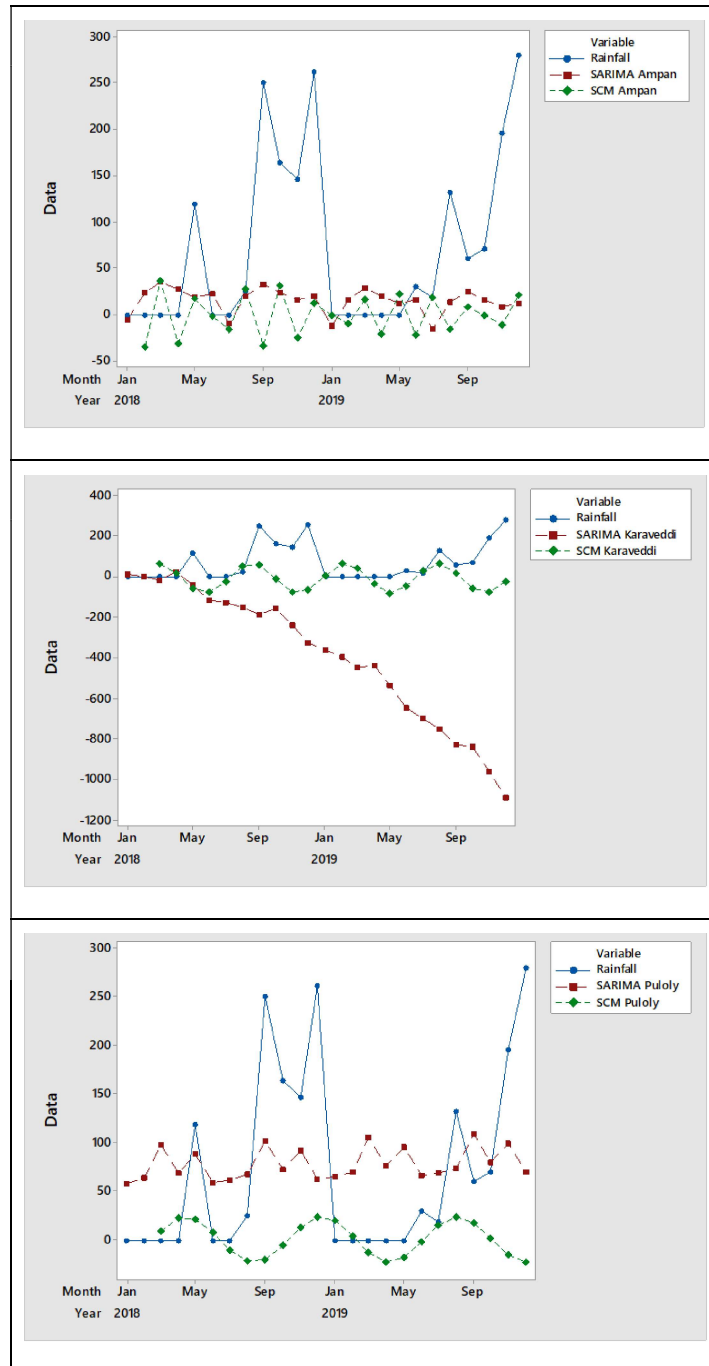 300
250
200
150
100
50
0
-50
Data
Month Jan May Sep Jan May Sep
Year 2018 2019
Variable
Rainfall
SARIMA Ampan
SCM Ampan
400
200
0
-200
-400
-600
-800
-1000
-1200
Data
Month Jan May Sep Jan May Sep
Year 2018 2019
Variable
Rainfall
SARIMA Karaveddi
SCM Karaveddi
300
250
200
150
100
50
0
Data
Month Jan May Sep Jan May Sep
Year 2018 2019
Variable
Rainfall
SARIMA Puloly
SCM Puloly